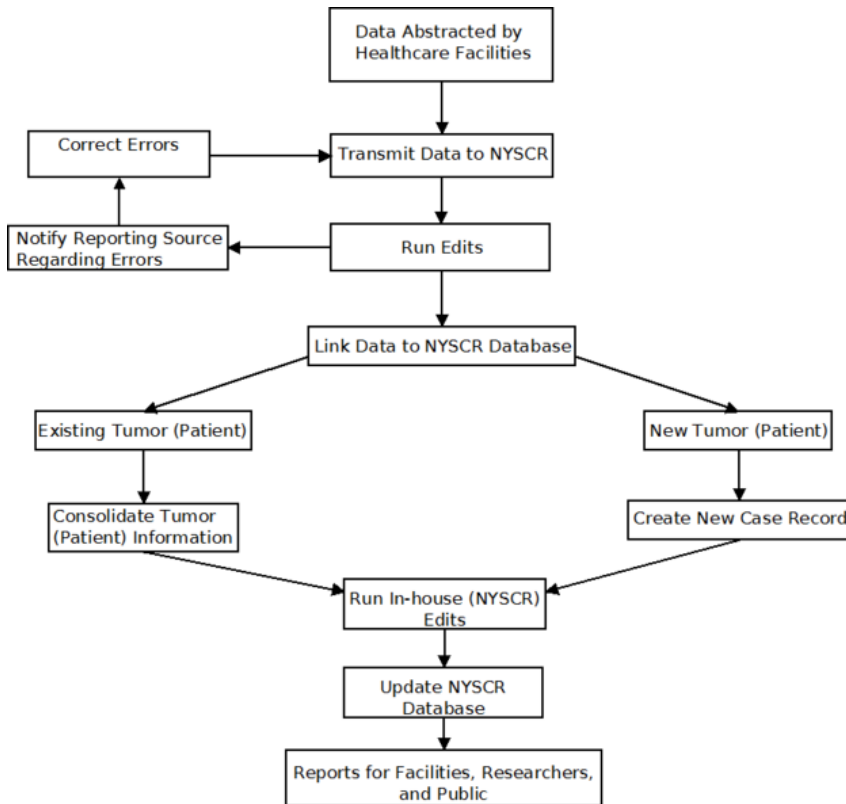 Data Abstracted by
Healthcare Facilities
Correct Errors
Transmit Data to NYSCR
Notify Reporting Source
Regarding Errors
Run Edits
Link Data to NYSCR Database
Existing Tumor (Patient)
New Tumor (Patient)
Consolidate Tumor
(Patient) Information
Create New Case Record
Run In-house (NYSCR)
Edits
Update NYSCR
Database
Reports for Facilities, Researchers,
and Public